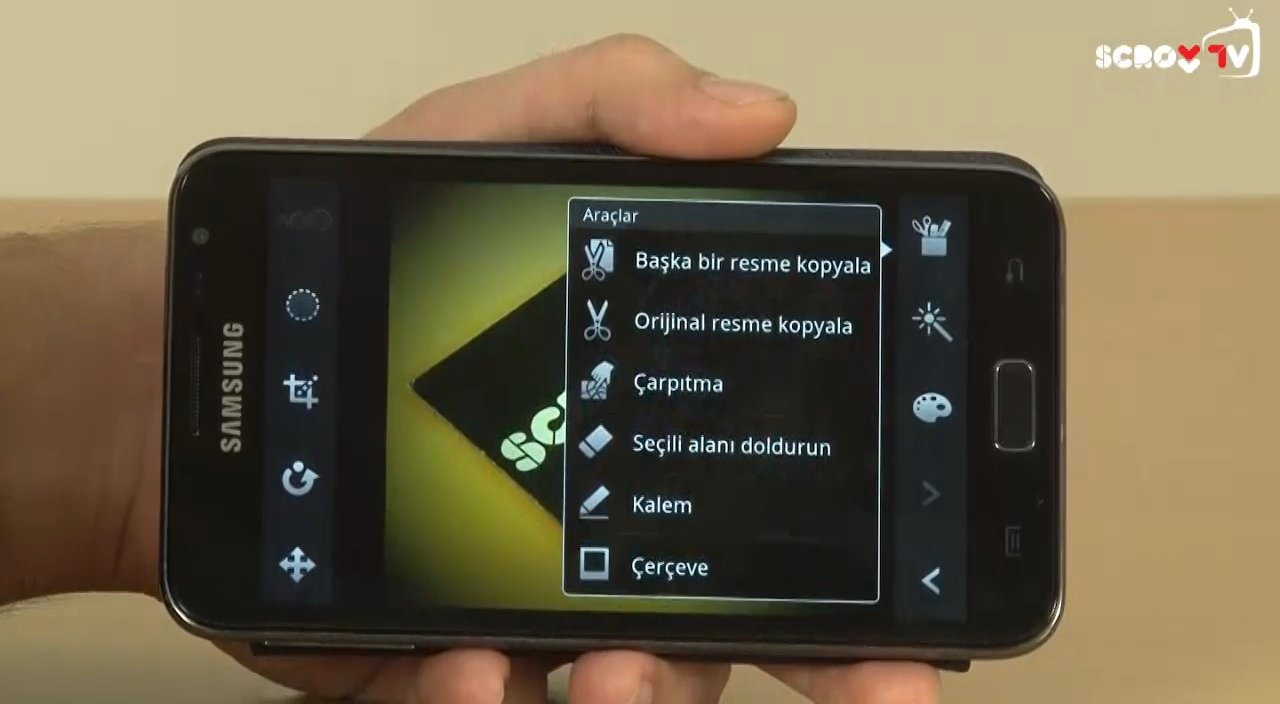 SCROLL TV
SAMSUNG
Araçlar
Başka bir resme kopyala
Orijinal resme kopyala
Çarpıtma
Seçili alanı doldurun
Kalem
Çerçeve